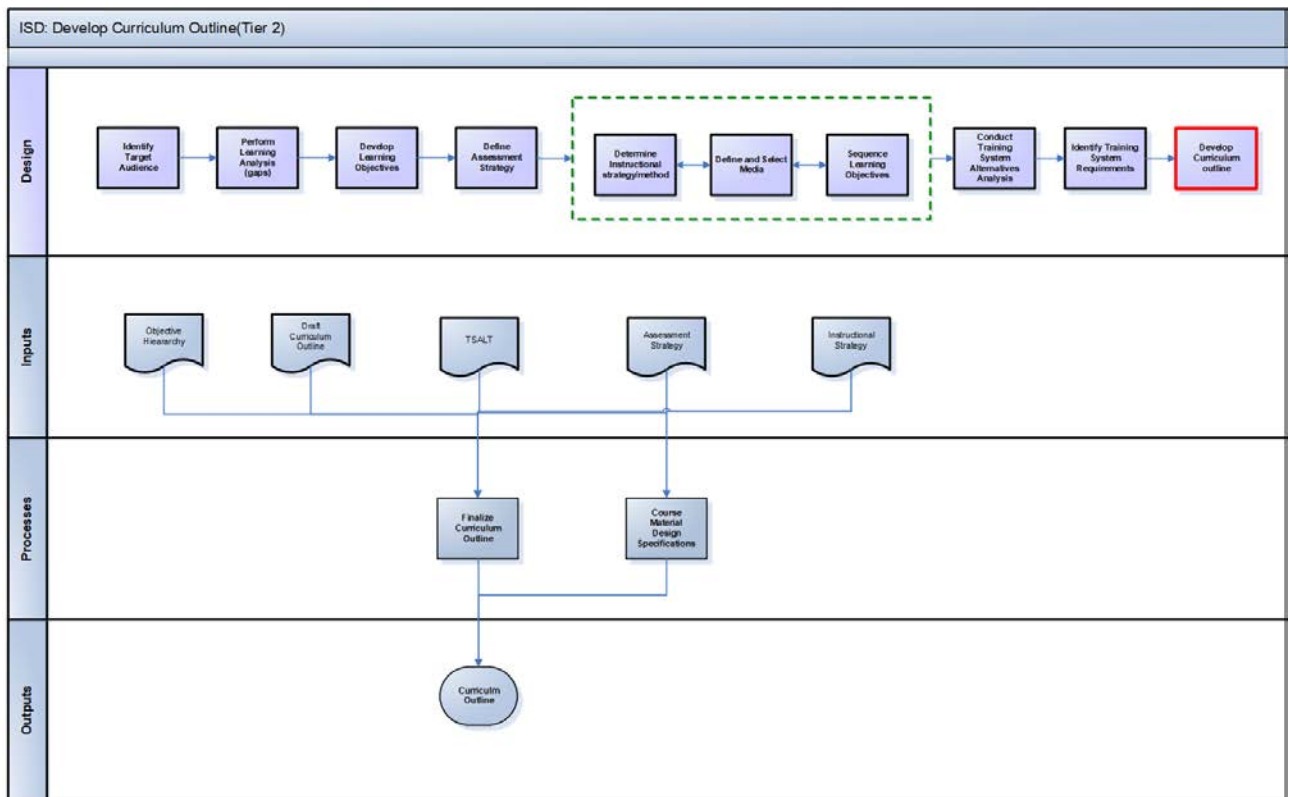 ISD: Develop Curriculum Outline(Tier 2)
Design
Identify
Target
Audience
Perform
Learning
Analysis
(gaps)
Develop
Learning
Objectives
Define
Assessment
Strategy
Determine
Instructional
strategy/method
Define and Select
Media
Sequence
Learning
Objectives
Conduct
Training
System
Alternatives
Analysis
Identify Training
System
Requirements
Develop
Curriculum
outline
Inputs
Objective
Hieararchy
Draft
Curriculum
Outline
TSALT
Assessment
Strategy
Instructional
Strategy
Processes
Finalize
Curriculum
Outline
Course
Material
Design
Specifications
Outputs
Curriculm
Outline